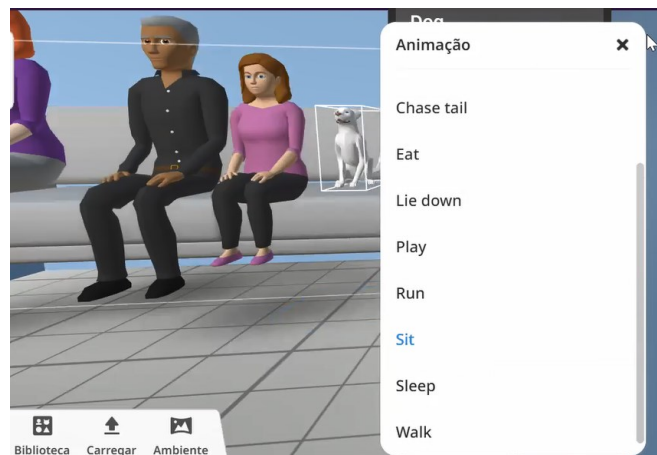 Dog
Animação
Chase tail
Eat
Lie down
Play
Run
Sit
Sleep
Walk
Biblioteca
Carregar
Ambiente